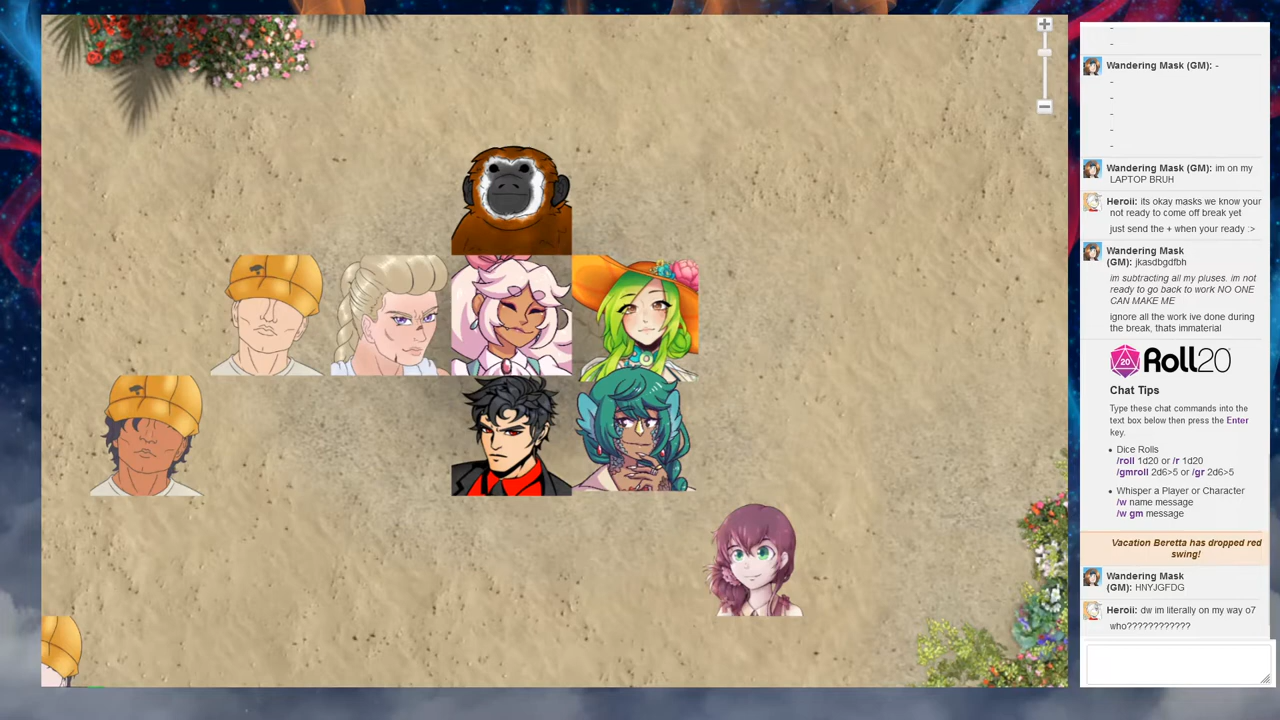 -
-
Wandering Mask (GM): -
-
-
-
-
-
Wandering Mask (GM): im on my
LAPTOP BRUH
Heroii: its okay masks we know your
not ready to come off break yet
just send the + when your ready :>
Wandering Mask
(GM): jkasdbgdfbh
im subtracting all my pluses. im not
ready to go back to work NO ONE
CAN MAKE ME
ignore all the work ive done during
the break, thats immaterial
20 Roll20
Chat Tips
Type these chat commands into the
text box below then press the Enter
key.
• Dice Rolls
/roll 1d20 or /r 1d20
/gmroll 2d6>5 or /gr 2d6>5
• Whisper a Player or Character
/w name message
/w gm message
Vacation Beretta has dropped red
swing!
Wandering Mask
(GM): HNYJGFDG
Heroii: dw im literally on my way o7
who????????????